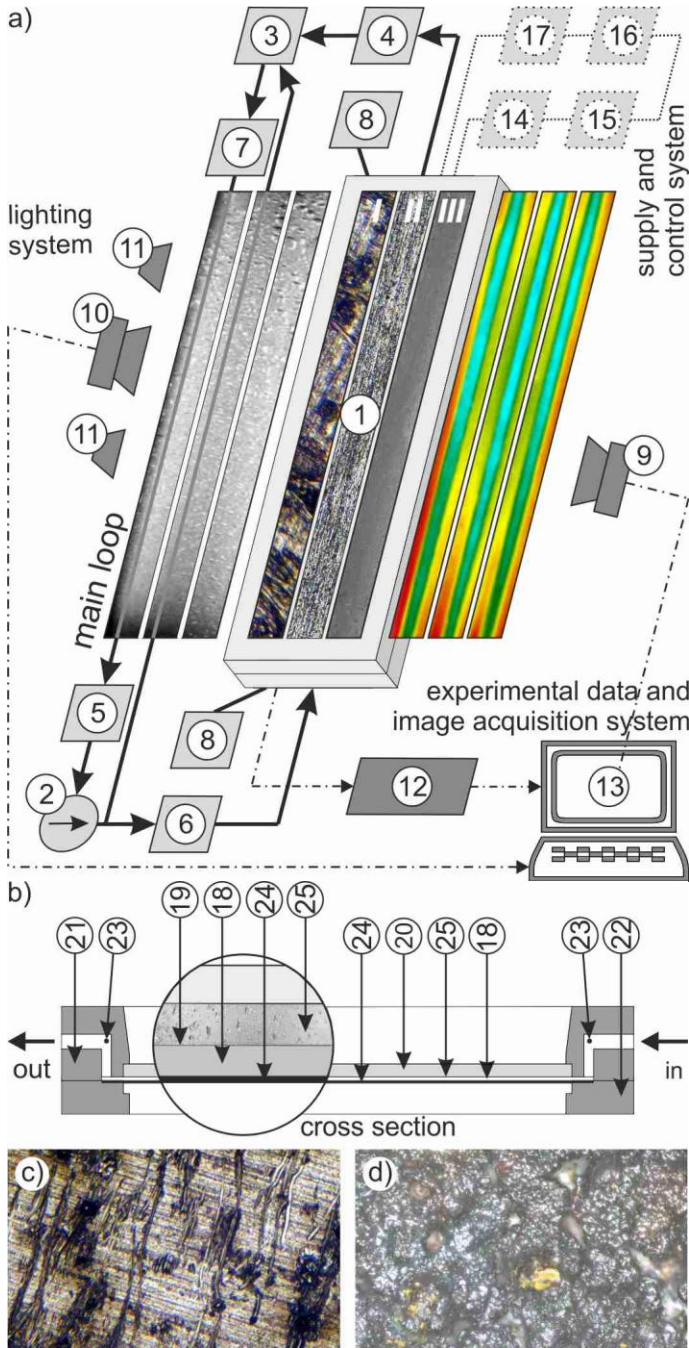 a)
3
4
17
16
7
8
14
15
lighting
system
supply and
control system
11
I
II
III
10
1
9
11
main loop
5
8
experimental data and
image acquisition system
12
13
2
6
b)
21
23
19
18
24
25
24
20
25
18
23
22
out
in
cross section
c)
d)